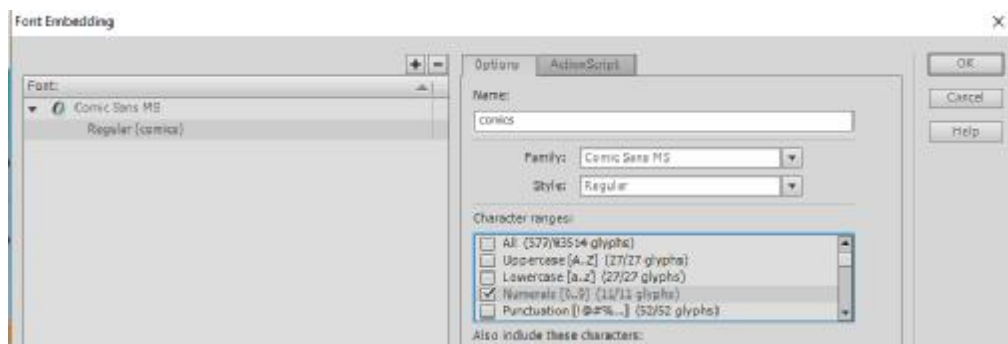 Font Embedding
Font:
Comic Sans MS
Regular (comics)
Options ActionScript
Name:
comics
Family: Comic Sans MS
Style: Regular
Character ranges:
All (577/93514 glyphs)
Uppercase [A..Z] (27/27 glyphs)
Lowercase [a..z] (27/27 glyphs)
Numerals [0..9] (11/11 glyphs)
Punctuation [!@#%...] (52/52 glyphs)
Also include these characters:
OK
Cancel
Help